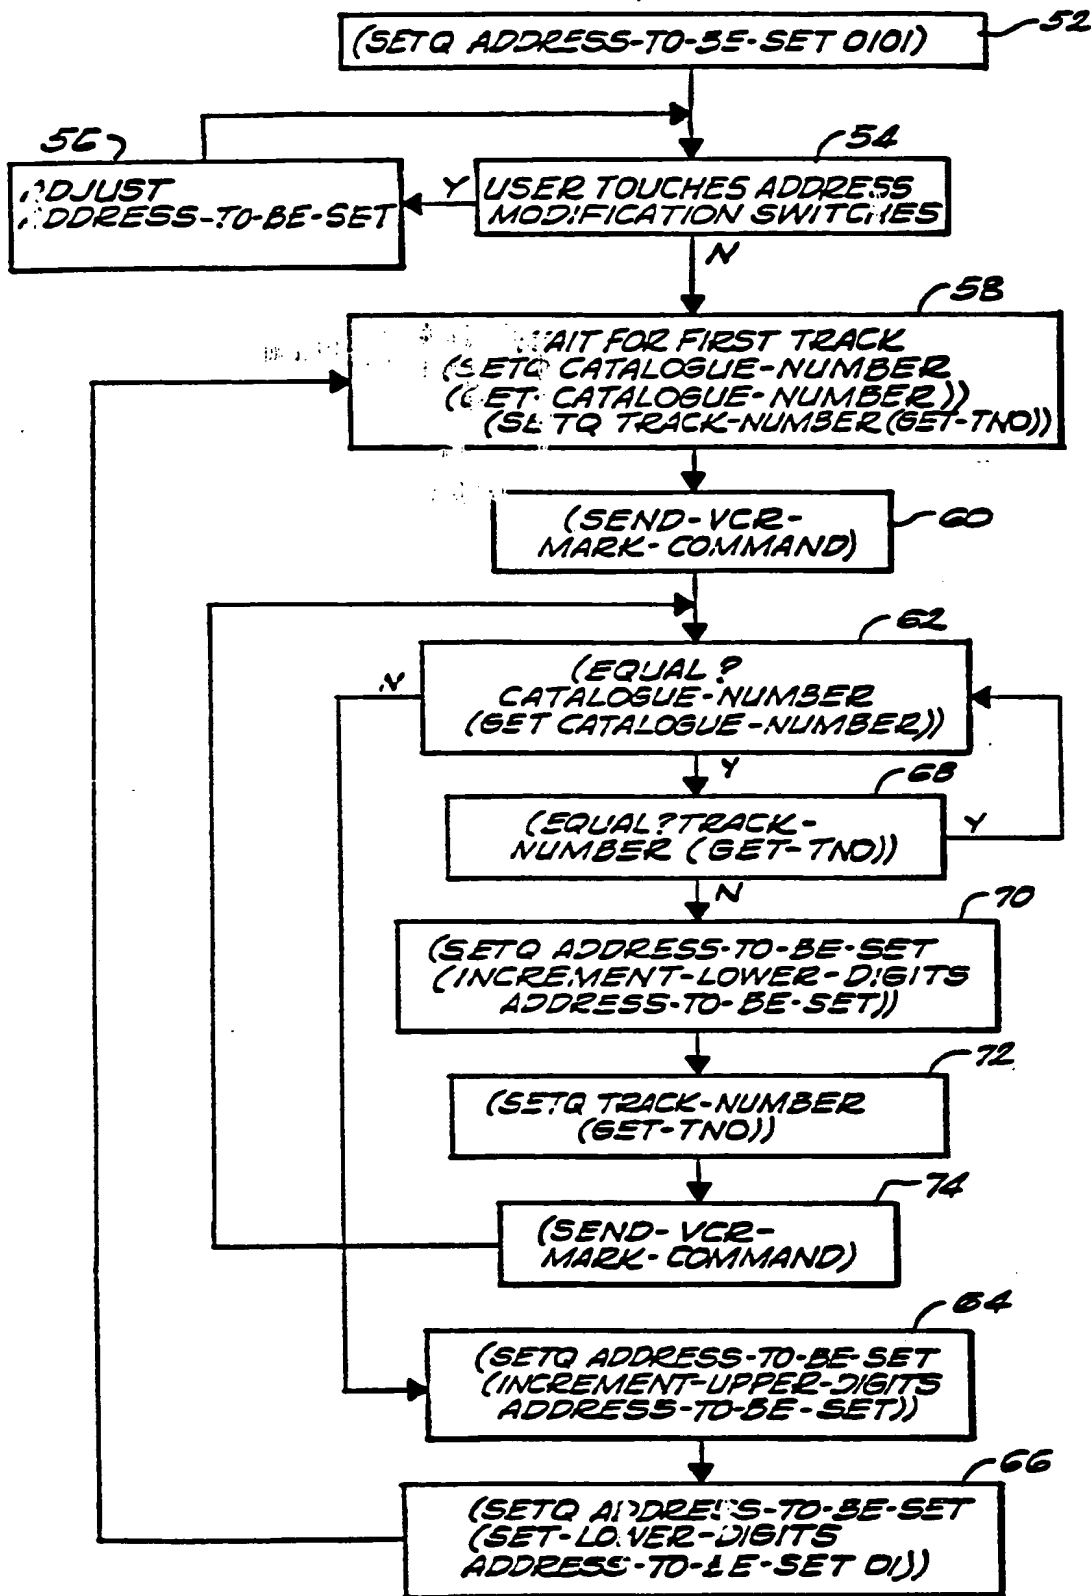 52
(SETQ ADDRESS-TO-BE-SET 0101)
56
ADJUST
ADDRESS-TO-BE-SET
Y
54
USER TOUCHES ADDRESS
MODIFICATION SWITCHES
N
58
WAIT FOR FIRST TRACK
(SETQ CATALOGUE-NUMBER
(GET-CATALOGUE-NUMBER))
(SETQ TRACK-NUMBER (GET-TNO))
60
(SEND-VCR-
MARK-COMMAND)
62
(EQUAL?
CATALOGUE-NUMBER
(GET CATALOGUE-NUMBER))
N
Y
68
(EQUAL? TRACK-
NUMBER (GET-TNO))
Y
N
70
(SETQ ADDRESS-TO-BE-SET
(INCREMENT-LOWER-DIGITS
ADDRESS-TO-BE-SET))
72
(SETQ TRACK-NUMBER
(GET-TNO))
74
(SEND-VCR-
MARK-COMMAND)
64
(SETQ ADDRESS-TO-BE-SET
(INCREMENT-UPPER-DIGITS
ADDRESS-TO-BE-SET))
66
(SETQ ADDRESS-TO-BE-SET
(SET-LOWER-DIGITS
ADDRESS-TO-BE-SET 01))